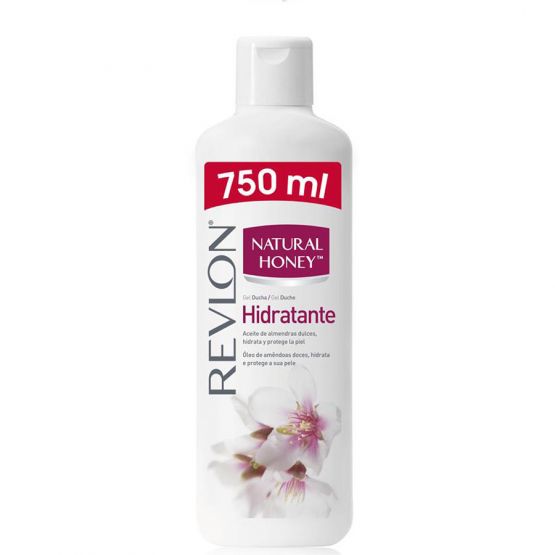 750 ml
REVLON®
NATURAL
HONEY™
Gel Ducha / Gel Duche
Hidratante
Aceite de almendras dulces,
hidrata y protege la piel
Óleo de amêndoas doces, hidrata
e protege a sua pele